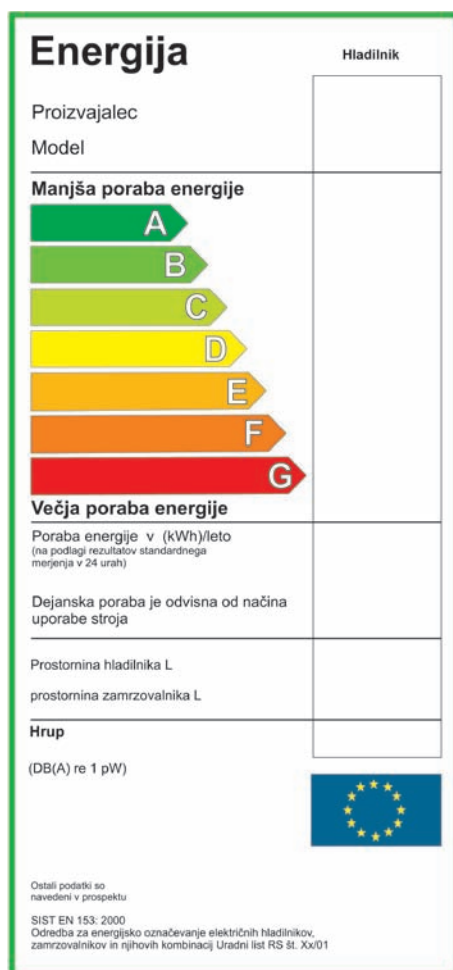 Energija
Hladilnik
Proizvajalec
Model
Manjša poraba energije
A
B
C
D
E
F
G
Večja poraba energije
Poraba energije v (kWh)/leto
(na podlagi rezultatov standardnega
merjenja v 24 urah)
Dejanska poraba je odvisna od načina
uporabe stroja
Prostornina hladilnika L
prostornina zamrzovalnika L
Hrup
(DB(A) re 1 pW)
Ostali podatki so
navedeni v prospektu
SIST EN 153: 2000
Odredba za energijsko označevanje električnih hladilnikov,
zamrzovalnikov in njihovih kombinacij Uradni list RS št. Xx/01